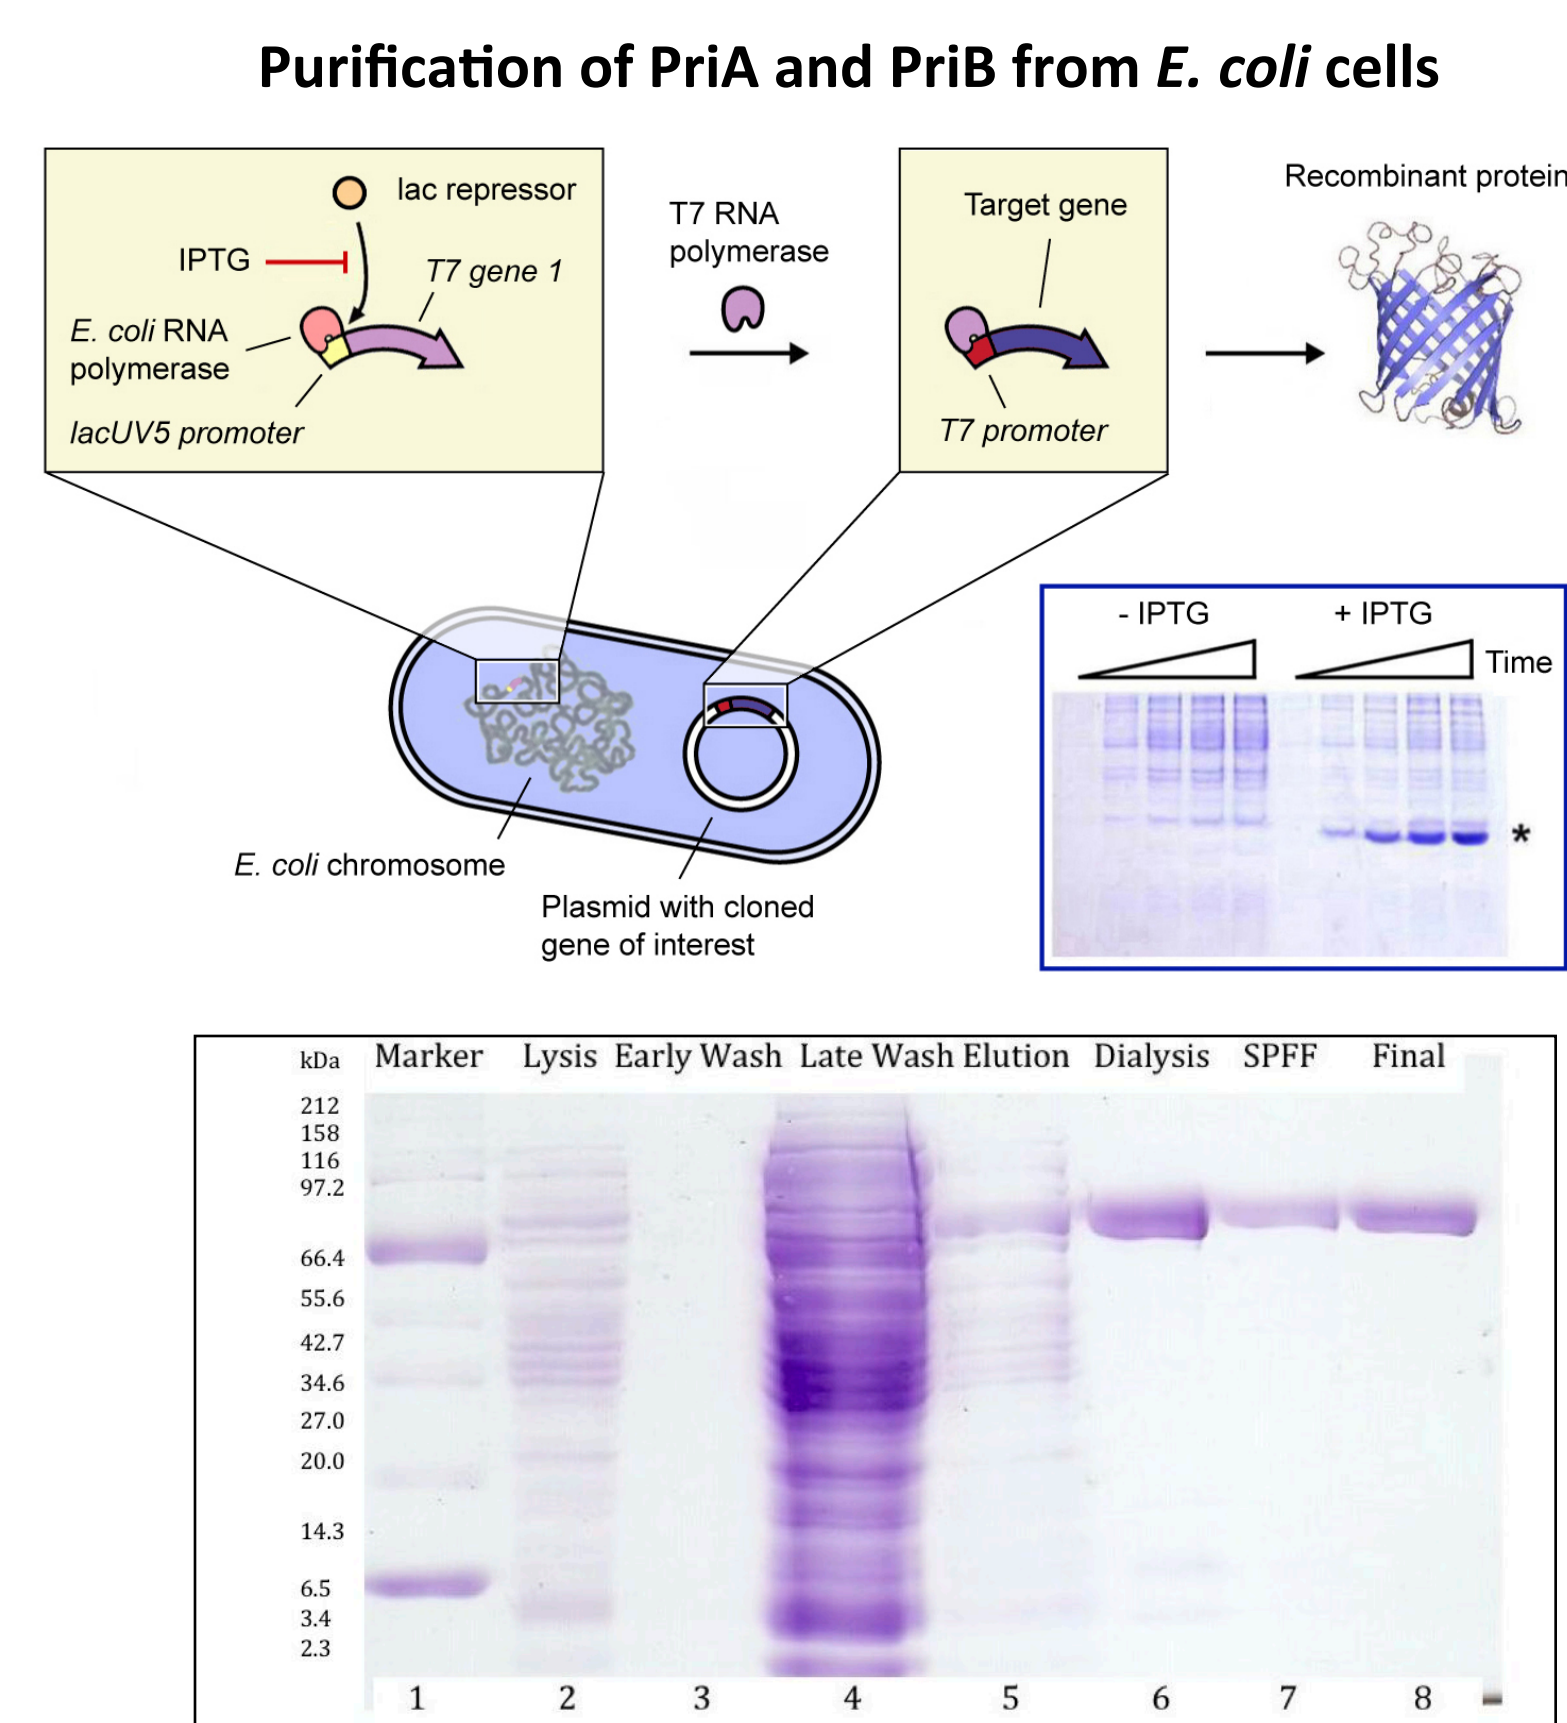 Purification of PriA and PriB from E. coli cells
lac repressor
IPTG
T7 gene 1
E. coli RNA
polymerase
lacUV5 promoter
T7 RNA
polymerase
Target gene
T7 promoter
Recombinant protein
E. coli chromosome
Plasmid with cloned
gene of interest
- IPTG + IPTG
Time
*
kDa Marker Lysis Early Wash Late Wash Elution Dialysis SPFF Final
212
158
116
97.2
66.4
55.6
42.7
34.6
27.0
20.0
14.3
6.5
3.4
2.3
1 2 3 4 5 6 7 8